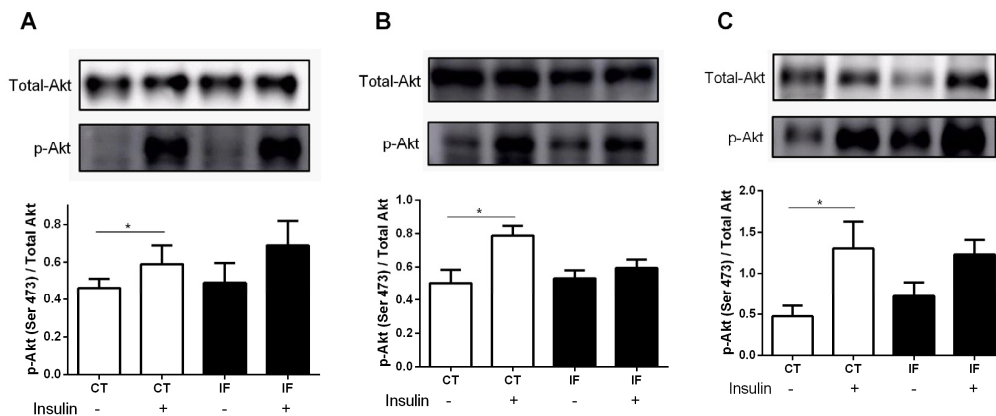 A
Total-Akt
p-Akt
p-Akt (Ser 473) / Total Akt
0.8
0.6
0.4
0.2
0.0
CT CT IF IF
Insulin - + - +
*
B
Total-Akt
p-Akt
p-Akt (Ser 473) / Total Akt
1.0
0.8
0.6
0.4
0.2
0.0
CT CT IF IF
Insulin - + - +
*
C
Total-Akt
p-Akt
p-Akt (Ser 473) / Total Akt
2.0
1.5
1.0
0.5
0.0
CT CT IF IF
Insulin - + - +
*